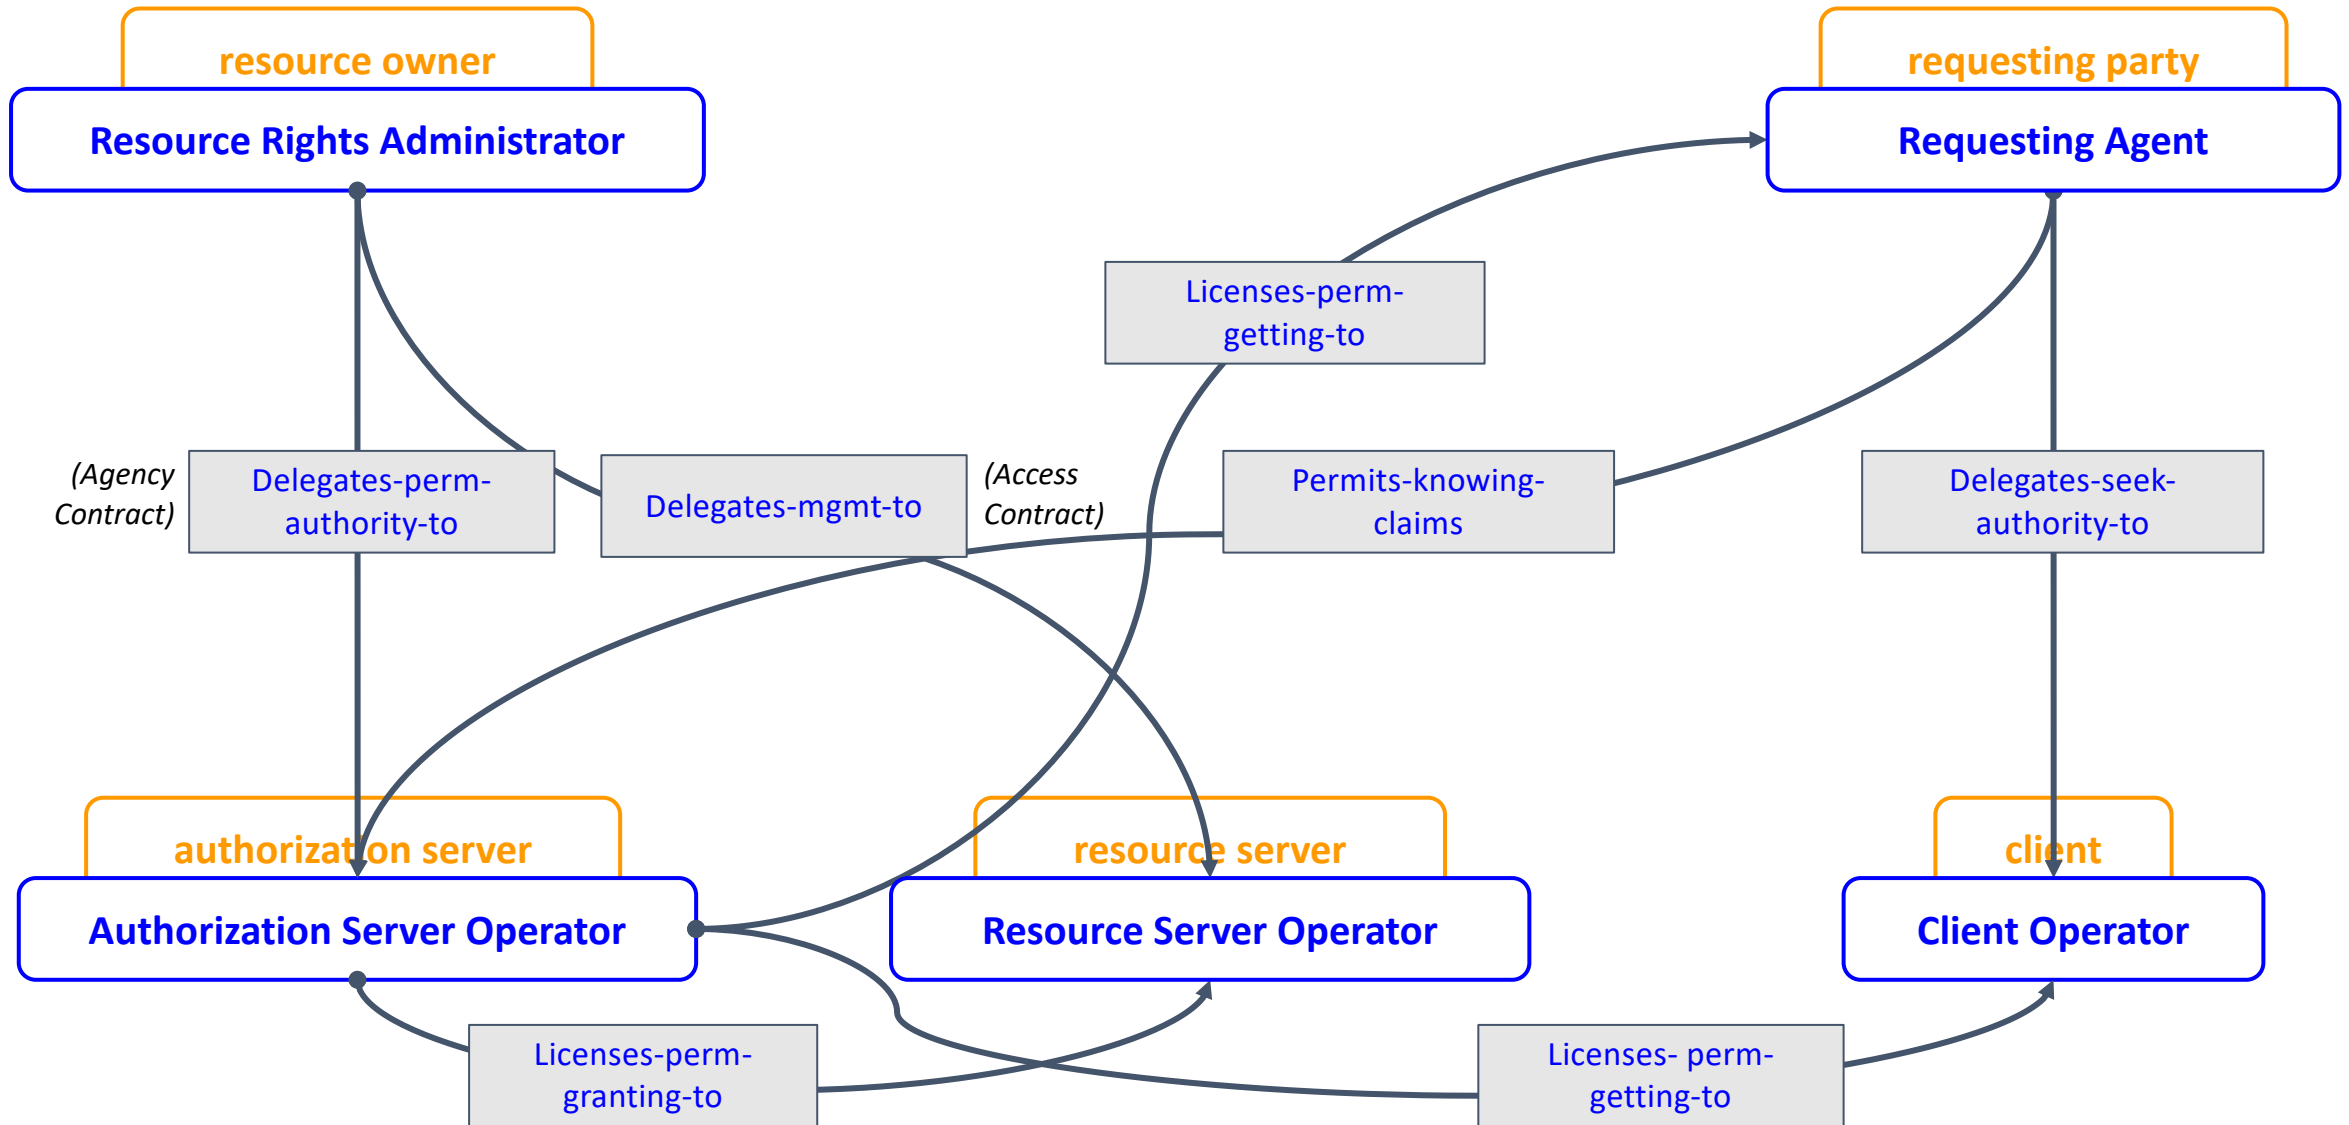 resource owner
requesting party
Resource Rights Administrator
Requesting Agent
Licenses-perm-
getting-to
(Agency
Contract)
Delegates-perm-
authority-to
Delegates-mgmt-to
(Access
Contract)
Permits-knowing-
claims
Delegates-seek-
authority-to
authorization server
resource server
client
Authorization Server Operator
Resource Server Operator
Client Operator
Licenses-perm-
granting-to
Licenses- perm-
getting-to